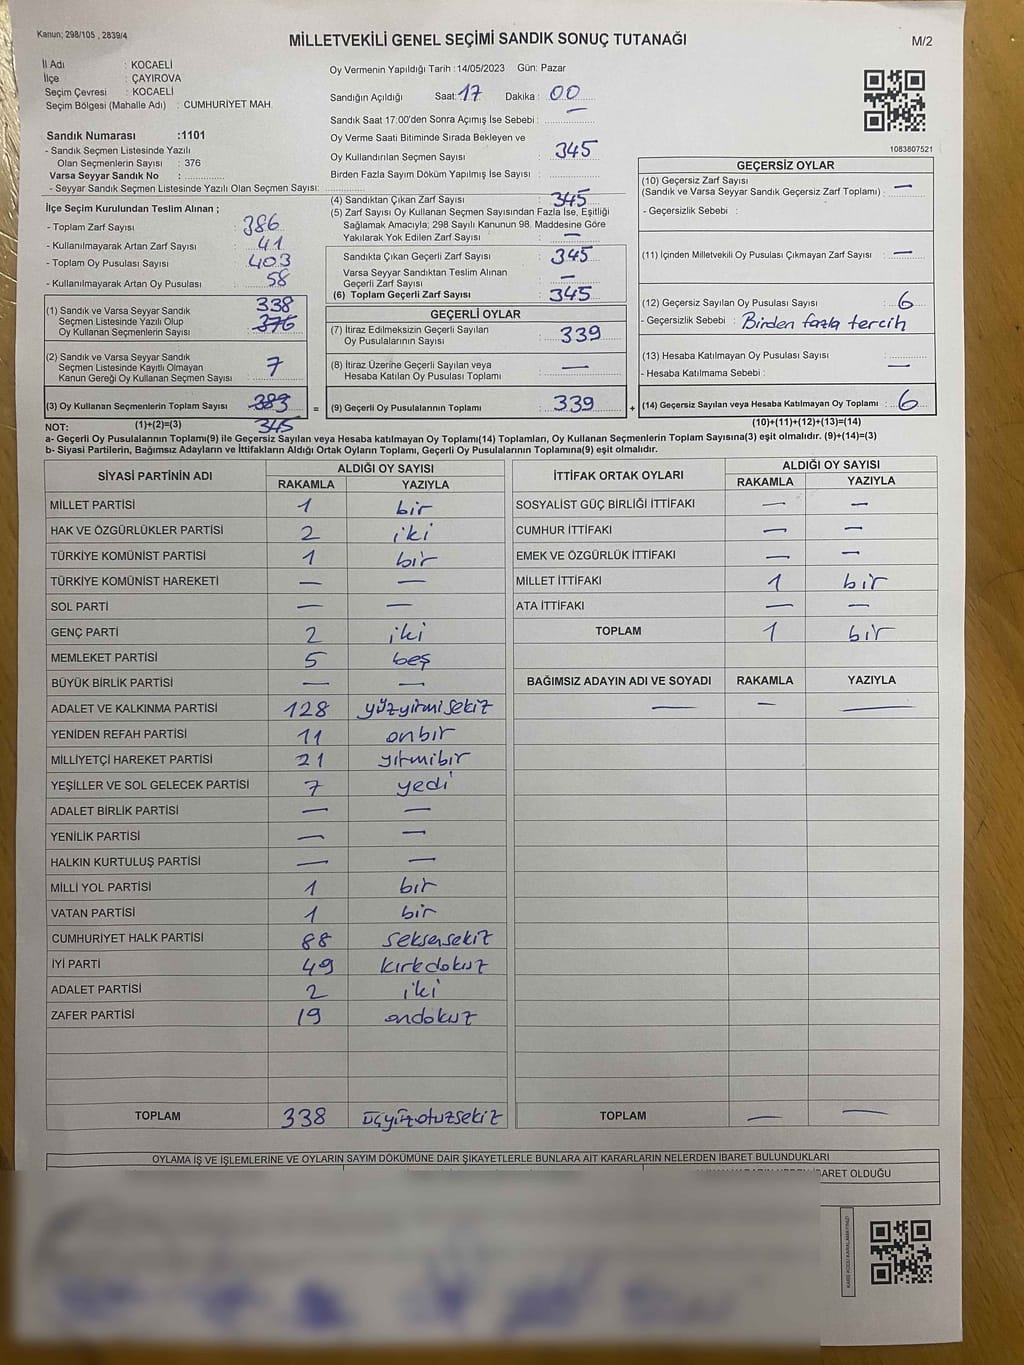 Kanun; 298/105 , 2839/4
MİLLETVEKİLİ GENEL SEÇİMİ SANDIK SONUÇ TUTANAĞI
M/2
İl Adı : KOCAELİ
İlçe : ÇAYIROVA
Seçim Çevresi : KOCAELİ
Seçim Bölgesi (Mahalle Adı) : CUMHURİYET MAH.
Sandık Numarası :1101
- Sandık Seçmen Listesinde Yazılı
Olan Seçmenlerin Sayısı : 376
Varsa Seyyar Sandık No : ................
- Seyyar Sandık Seçmen Listesinde Yazılı Olan Seçmen Sayısı: ............
Oy Vermenin Yapıldığı Tarih :14/05/2023 Gün: Pazar
Sandığın Açıldığı Saat: 17 Dakika : 00
Sandık Saat 17:00'den Sonra Açımış İse Sebebi : —
Oy Verme Saati Bitiminde Sırada Bekleyen ve
Oy Kullandırılan Seçmen Sayısı : 345
Birden Fazla Sayım Döküm Yapılmış İse Sayısı : ................
1083807521
İlçe Seçim Kurulundan Teslim Alınan ;
- Toplam Zarf Sayısı : 386
- Kullanılmayarak Artan Zarf Sayısı : 41
- Toplam Oy Pusulası Sayısı : 403
- Kullanılmayarak Artan Oy Pusulası : 58
(4) Sandıktan Çıkan Zarf Sayısı : 345
(5) Zarf Sayısı Oy Kullanan Seçmen Sayısından Fazla İse, Eşitliği
Sağlamak Amacıyla; 298 Sayılı Kanunun 98. Maddesine Göre
Yakılarak Yok Edilen Zarf Sayısı : —
Sandıkta Çıkan Geçerli Zarf Sayısı : 345
Varsa Seyyar Sandıktan Teslim Alınan
Geçerli Zarf Sayısı : —
(6) Toplam Geçerli Zarf Sayısı : 345
GEÇERSİZ OYLAR
(10) Geçersiz Zarf Sayısı
(Sandık ve Varsa Seyyar Sandık Geçersiz Zarf Toplamı) : —
- Geçersizlik Sebebi :
(11) İçinden Milletvekili Oy Pusulası Çıkmayan Zarf Sayısı : —
(12) Geçersiz Sayılan Oy Pusulası Sayısı : 6
- Geçersizlik Sebebi : Birden fazla tercih
(13) Hesaba Katılmayan Oy Pusulası Sayısı : ............
- Hesaba Katılmama Sebebi : —
338
(1) Sandık ve Varsa Seyyar Sandık
Seçmen Listesinde Yazılı Olup
Oy Kullanan Seçmenlerin Sayısı : 376
(2) Sandık ve Varsa Seyyar Sandık
Seçmen Listesinde Kayıtlı Olmayan
Kanun Gereği Oy Kullanan Seçmen Sayısı : 7
GEÇERLİ OYLAR
(7) İtiraz Edilmeksizin Geçerli Sayılan
Oy Pusulalarının Sayısı : 339
(8) İtiraz Üzerine Geçerli Sayılan veya
Hesaba Katılan Oy Pusulası Toplamı : —
(3) Oy Kullanan Seçmenlerin Toplam Sayısı : 383 = (9) Geçerli Oy Pusulalarının Toplamı : 339 + (14) Geçersiz Sayılan veya Hesaba Katılmayan Oy Toplamı : 6
NOT: (1)+(2)=(3) 345 (10)+(11)+(12)+(13)=(14)
a- Geçerli Oy Pusulalarının Toplamı(9) ile Geçersiz Sayılan veya Hesaba katılmayan Oy Toplamı(14) Toplamları, Oy Kullanan Seçmenlerin Toplam Sayısına(3) eşit olmalıdır. (9)+(14)=(3)
b- Siyasi Partilerin, Bağımsız Adayların ve İttifakların Aldığı Ortak Oyların Toplamı, Geçerli Oy Pusulalarının Toplamına(9) eşit olmalıdır.
SİYASİ PARTİNİN ADI ALDIĞI OY SAYISI
RAKAMLA YAZIYLA
MİLLET PARTİSİ 1 bir
HAK VE ÖZGÜRLÜKLER PARTİSİ 2 iki
TÜRKİYE KOMÜNİST PARTİSİ 1 bir
TÜRKİYE KOMÜNİST HAREKETİ — —
SOL PARTİ — —
GENÇ PARTİ 2 iki
MEMLEKET PARTİSİ 5 beş
BÜYÜK BİRLİK PARTİSİ — —
ADALET VE KALKINMA PARTİSİ 128 yüzyirmisekiz
YENİDEN REFAH PARTİSİ 11 onbir
MİLLİYETÇİ HAREKET PARTİSİ 21 yirmibir
YEŞİLLER VE SOL GELECEK PARTİSİ 7 yedi
ADALET BİRLİK PARTİSİ — —
YENİLİK PARTİSİ — —
HALKIN KURTULUŞ PARTİSİ — —
MİLLİ YOL PARTİSİ 1 bir
VATAN PARTİSİ 1 bir
CUMHURİYET HALK PARTİSİ 88 seksensekiz
İYİ PARTİ 49 kırkdokuz
ADALET PARTİSİ 2 iki
ZAFER PARTİSİ 19 ondokuz
TOPLAM 338 üçyüzotuzsekiz
İTTİFAK ORTAK OYLARI ALDIĞI OY SAYISI
RAKAMLA YAZIYLA
SOSYALİST GÜÇ BİRLİĞİ İTTİFAKI — —
CUMHUR İTTİFAKI — —
EMEK VE ÖZGÜRLÜK İTTİFAKI — —
MİLLET İTTİFAKI 1 bir
ATA İTTİFAKI — —
TOPLAM 1 bir
BAĞIMSIZ ADAYIN ADI VE SOYADI RAKAMLA YAZIYLA
— — —
TOPLAM — —
OYLAMA İŞ VE İŞLEMLERİNE VE OYLARIN SAYIM DÖKÜMÜNE DAİR ŞİKAYETLERLE BUNLARA AİT KARARLARIN NELERDEN İBARET BULUNDUKLARI
İBARET OLDUĞU